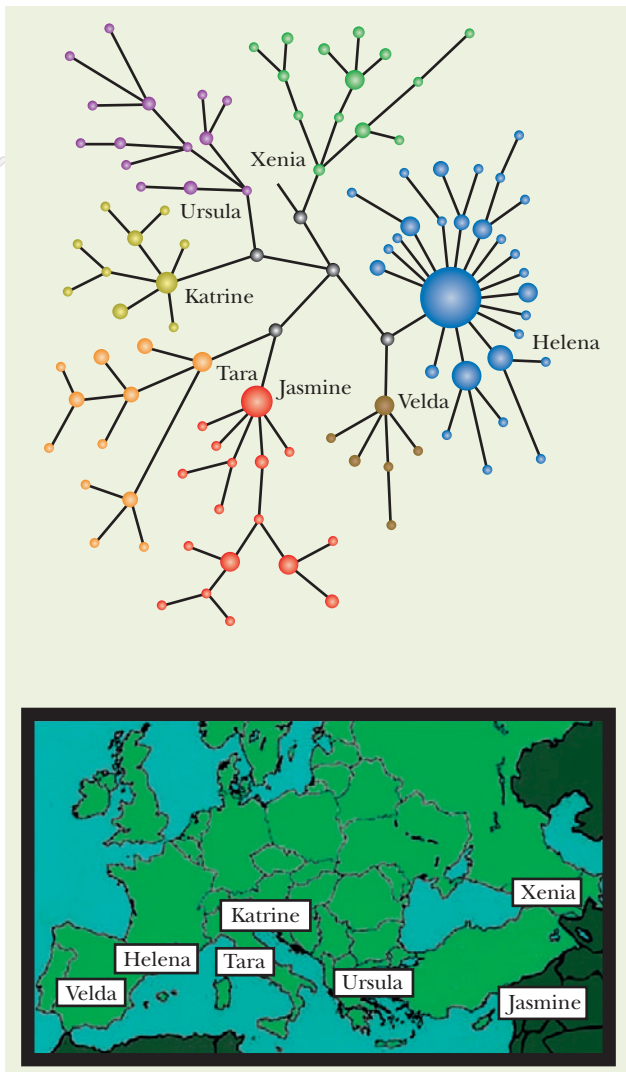 Xenia
Ursula
Katrine
Helena
Tara
Jasmine
Velda
Xenia
Katrine
Helena
Tara
Ursula
Velda
Jasmine